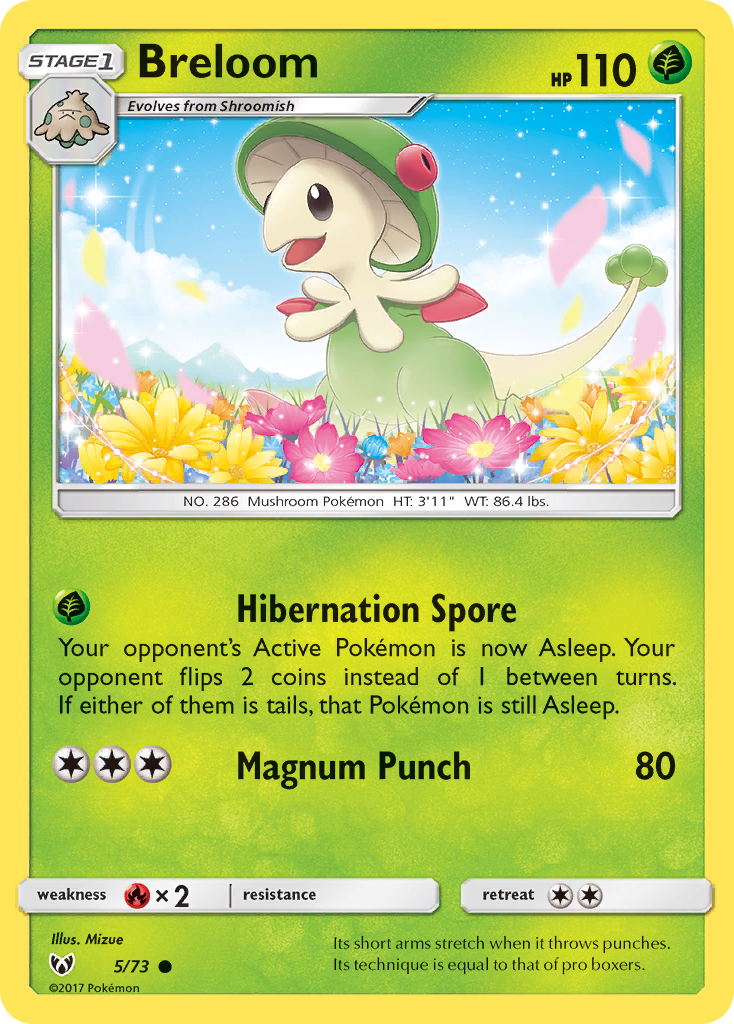 STAGE1
Breloom
HP 110
Evolves from Shroomish
NO. 286 Mushroom Pokémon HT: 3'11" WT: 86.4 lbs.
Hibernation Spore
Your opponent's Active Pokémon is now Asleep. Your
opponent flips 2 coins instead of 1 between turns.
If either of them is tails, that Pokémon is still Asleep.
Magnum Punch 80
weakness ×2 resistance retreat
Illus. Mizue
5/73
©2017 Pokémon
Its short arms stretch when it throws punches.
Its technique is equal to that of pro boxers.